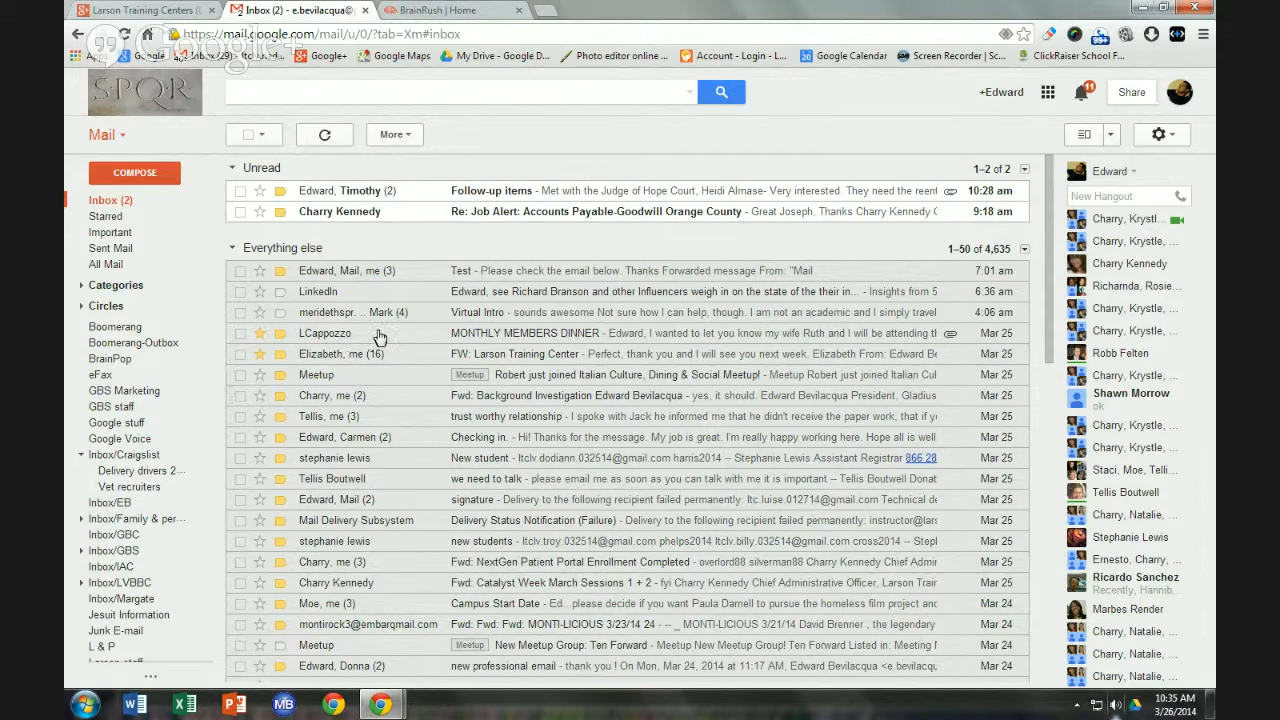 Larson Training Centers (
Inbox (2) - e.bevilacqua@
BrainRush | Home
https://mail.google.com/mail/u/0/?tab=Xm#inbox
Google+
Google Maps
My Drive - Google D...
Photo editor online ...
Account - Login - L...
Google Calendar
Screen Recorder | Sc...
ClickRaiser School F...
SPQR
+Edward
11
Share
Mail
More
COMPOSE
Inbox (2)
Starred
Important
Sent Mail
All Mail
Categories
Circles
Boomerang
Boomerang-Outbox
BrainPop
eFax
GBS Marketing
GBS staff
Google stuff
Google Voice
Inbox/Craigslist
Delivery drivers 2...
Vet recruiters
Inbox/EB
Inbox/Family & per...
Inbox/GBC
Inbox/GBS
Inbox/IAC
Inbox/LVBBC
Inbox/Margate
Jesuit Information
Junk E-mail
L & P
Unread 1–2 of 2
Edward, Timothy (2) Follow-up items - Met with the Judge of Hope Court, Heidi Almase. Very interested. They need the reent 10:28 am
Charry Kennedy Re: Job Alert: Accounts Payable-Goodwill Orange County - Great Joseph, Thanks Charry Kennedy C 9:18 am
Everything else 1–50 of 4,635
Edward, Mail, me (3) Test - Please check the email below. Thanks Forwarded message From: "Mail 7:01 am
LinkedIn Edward, see Richard Branson and other Influencers weigh in on the state of the their in... - Insights from 5 6:36 am
meridethspr. ... Mark (4) Virtual Intro - sounds awesome Not sure how I can help, though. I am not an academic and I simply travel 4:06 am
LCappozzo MONTHLY MEMBERS DINNER - Edward, I wanted to let you know my wife Ruth and I will be attending th Mar 25
Elizabeth, me (16) FW: Larson Training Center - Perfect, thank you and I will see you next week. Elizabeth From: Edward Be Mar 25
Meetup Meetup Robert just joined Italian Culture, Dining & Social Meetup! - Meetup Robert just joined Italian Cul Mar 25
Charry, me (2) Fwd: Background Investigation Edward Bevilacqua - yes, it should. Edward Bevilacqua President, Gladius Mar 25
Tellis, me (3) trust worthy relationship - I spoke with Jack he informed me that he didn't receive the paper work, that if y Mar 25
Edward, Carmen (2) Checking in. - Hi! Thanks for the message. My job is great. I'm really happy working here. Hope all is well Mar 25
stephanie lewis New student - ltclv.dodiann.032514@gmail.com harris2014 -- Stephanie Lewis Assistant Registrar 866 28 Mar 25
Tellis Boutwell we need to talk - please email me as soon as you can talk with me it is important -- Tellis Boutwell Donat Mar 25
Edward, Mail (2) signature - Delivery to the following recipient failed permanently: ltc.luise.012714@gmail.com Technical de Mar 25
Mail Delivery Subsystem Delivery Status Notification (Failure) - Delivery to the following recipient failed permanently: instructor@lars Mar 25
stephanie lewis new students - ltclv.troy.032514@gmail.com phelps2014 ltclv.billy.032514@gmail.com cross2014 -- Step Mar 25
Charry, me (3) Fwd: NextGen Patient Portal Enrollment Completed - overlord88 silverman88 Charry Kennedy Chief Admir Mar 25
Charry Kennedy Fwd: Catalyst Week March Sessions 1 + 2 - fyi Charry Kennedy Chief Administrative Officer, Larson Train Mar 25
Moe, me (3) Campus Start Date - Ed...please decide if you want Paula Darnell to pursue the homeless film project and Mar 24
montirock3@embarqmail.com Fwd: Fwd: Fwd: MONTI-LICIOUS 3/23/14 24 - -- _ MONTI-LICIOUS 3/21/14 David Bremner , the legendary Mar 24
Meetup Meetup New Meetup Group: Ten Forward - Meetup New Meetup Group: Ten Forward Listed in: Meeting Mar 24
Edward, Donna (2) new professional email - thank you ! On Mon, Mar 24, 2014 at 11:17 AM, Edward Bevilacqua <e.bevilacqu Mar 24
Edward
New Hangout
Charry, Krystl...
Charry, Krystle, ...
Charry Kennedy
Richamda, Rosie
Charry, Krystle, ...
Charry, Krystle, ...
Robb Felten
Charry, Krystle, ...
Shawn Morrow
ok
Charry, Krystle, ...
Charry, Krystle, ...
Staci, Moe, Telli...
Tellis Boutwell
Charry, Natalie, ...
Stephanie Lewis
Ernesto, Charry, ...
Ricardo Sanchez
Recently, Hannib...
Marbes Render
Charry, Natalie, ...
Charry, Natalie, ...
Charry, Natalie, ...
10:35 AM
3/26/2014